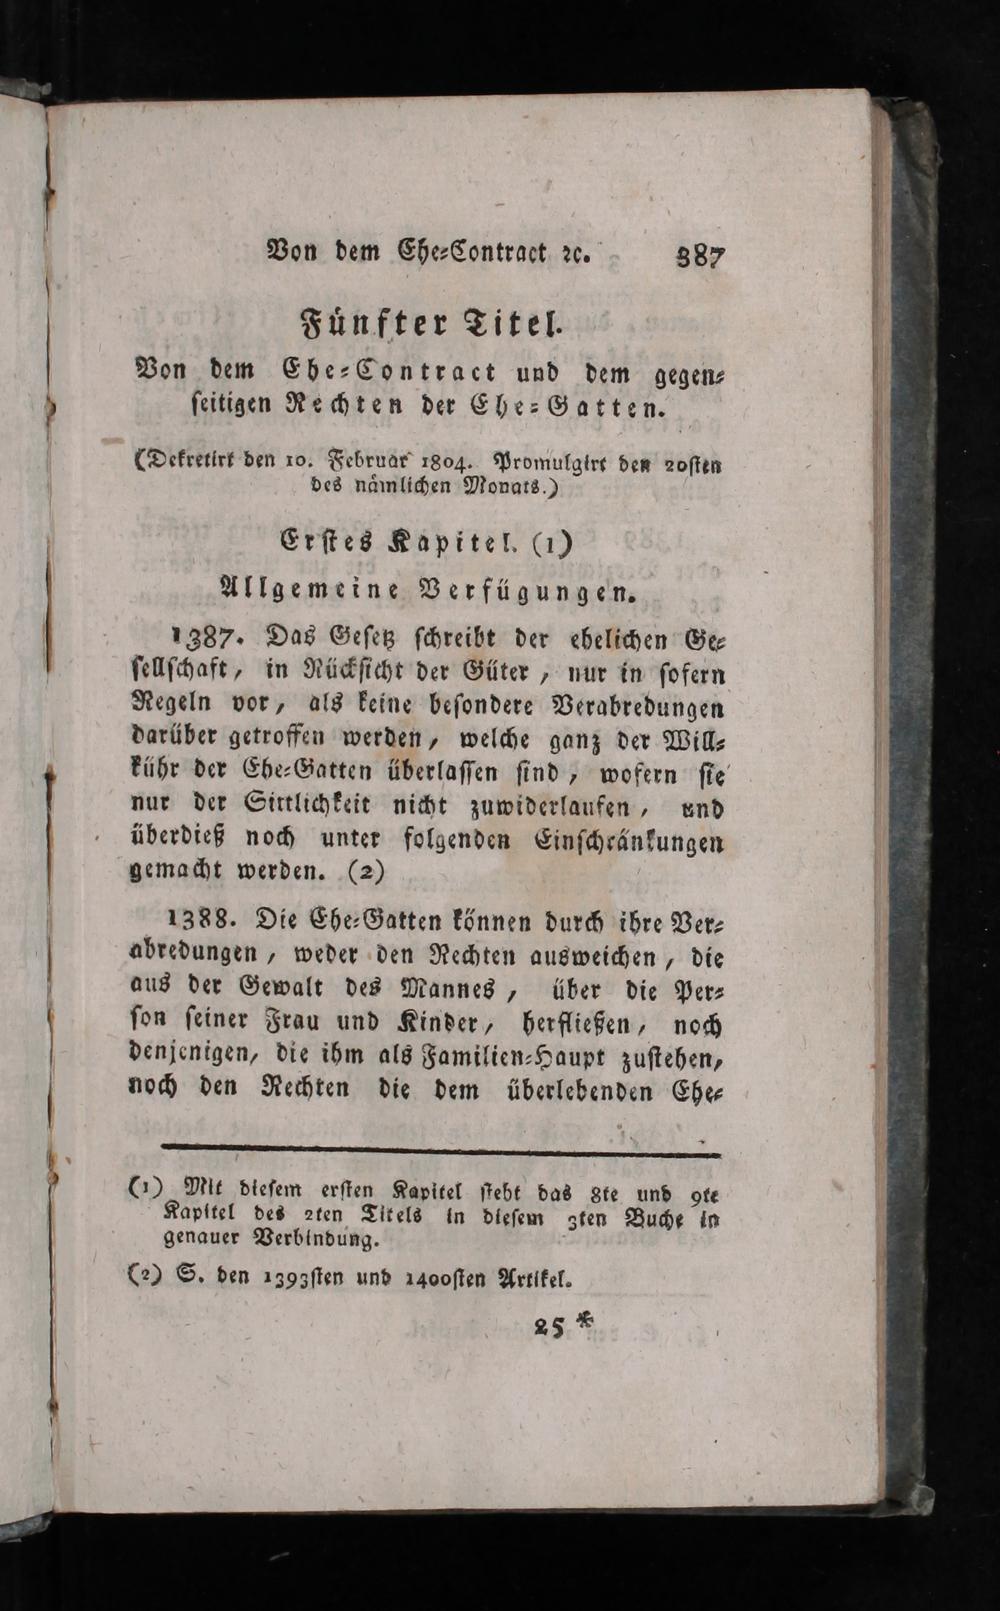 Von dem Ehe-Contract ꝛc. 387
Fünfter Titel.
Von dem Ehe-Contract und dem gegen-
ſeitigen Rechten der Ehe-Gatten.
(Dekretirt den 10. Februar 1804. Promulgirt den 20ſten
des nämlichen Monats.)
Erſtes Kapitel. (1)
Allgemeine Verfügungen.
1387. Das Geſetz ſchreibt der ehelichen Ge-
ſellſchaft, in Rückſicht der Güter, nur in ſofern
Regeln vor, als keine beſondere Verabredungen
darüber getroffen werden, welche ganz der Will-
kühr der Ehe-Gatten überlaſſen ſind, wofern ſie
nur der Sittlichkeit nicht zuwiderlaufen, und
überdieß noch unter folgenden Einſchränkungen
gemacht werden. (2)
1388. Die Ehe-Gatten können durch ihre Ver-
abredungen, weder den Rechten ausweichen, die
aus der Gewalt des Mannes, über die Per-
ſon ſeiner Frau und Kinder, herfließen, noch
denjenigen, die ihm als Familien-Haupt zuſtehen,
noch den Rechten die dem überlebenden Ehe-
(1) Mit dieſem erſten Kapitel ſteht das 8te und 9te
Kapitel des 2ten Titels in dieſem 3ten Buche in
genauer Verbindung.
(2) S. den 1393ſten und 1400ſten Artikel.
25 *